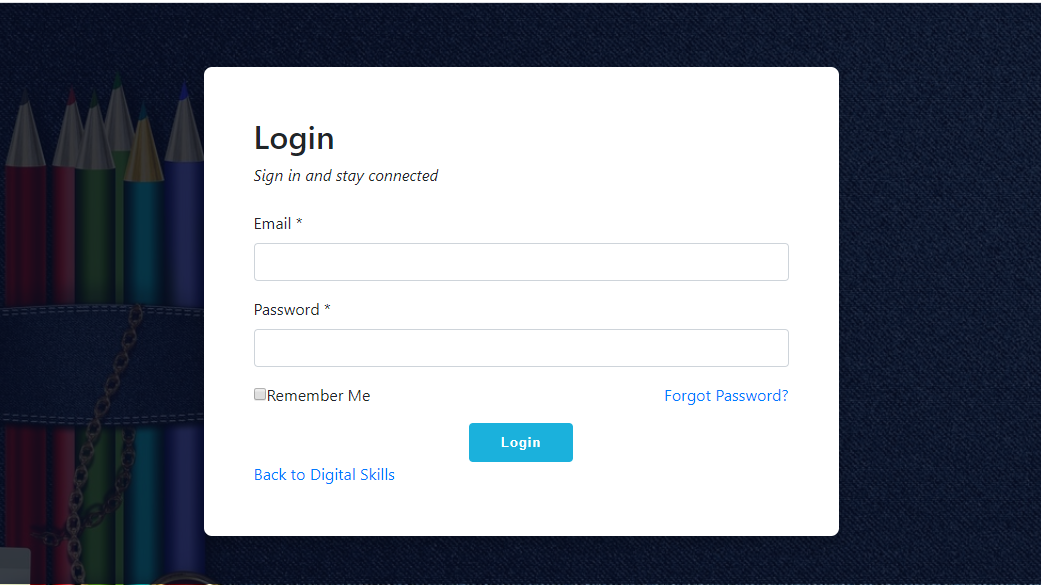 Login
Sign in and stay connected
Email *
Password *
Remember Me Forgot Password?
Login
Back to Digital Skills